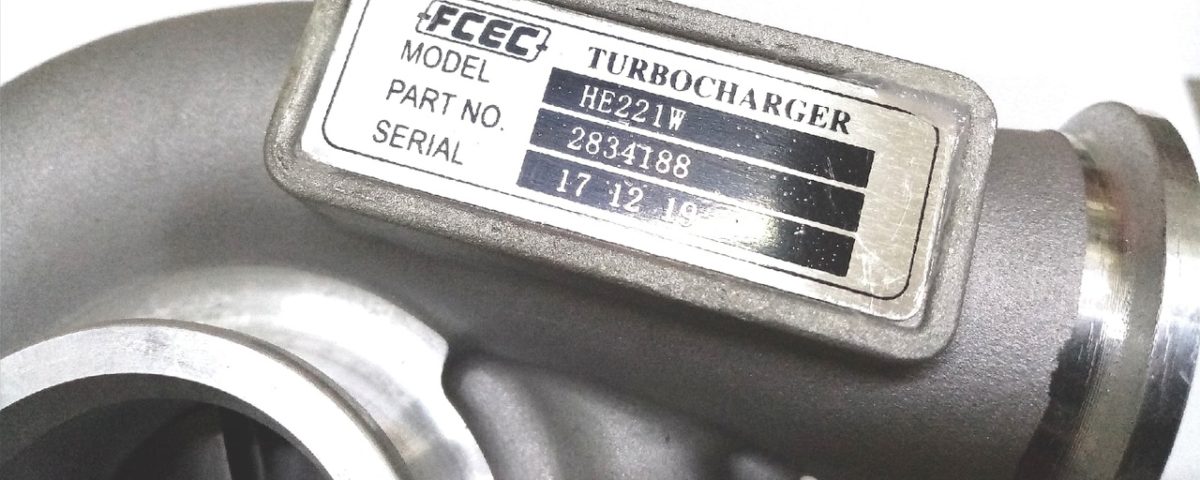 FCEC
TURBOCHARGER
MODEL HE221W
PART NO. 2834188
SERIAL 17 12 19